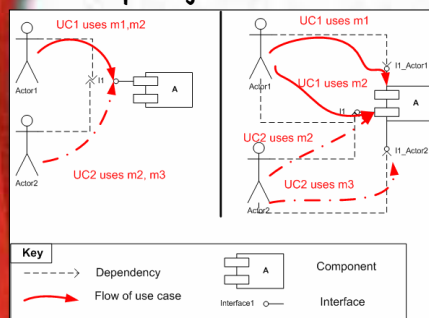 UC1 uses m1,m2
I1
A
Actor1
Actor2
UC2 uses m2, m3
UC1 uses m1
I1_Actor1
Actor1
UC1 uses m2
A
I1
UC2 uses m2
I1_Actor2
UC2 uses m3
Actor2
Key
Dependency
Flow of use case
A
Component
Interface1
Interface